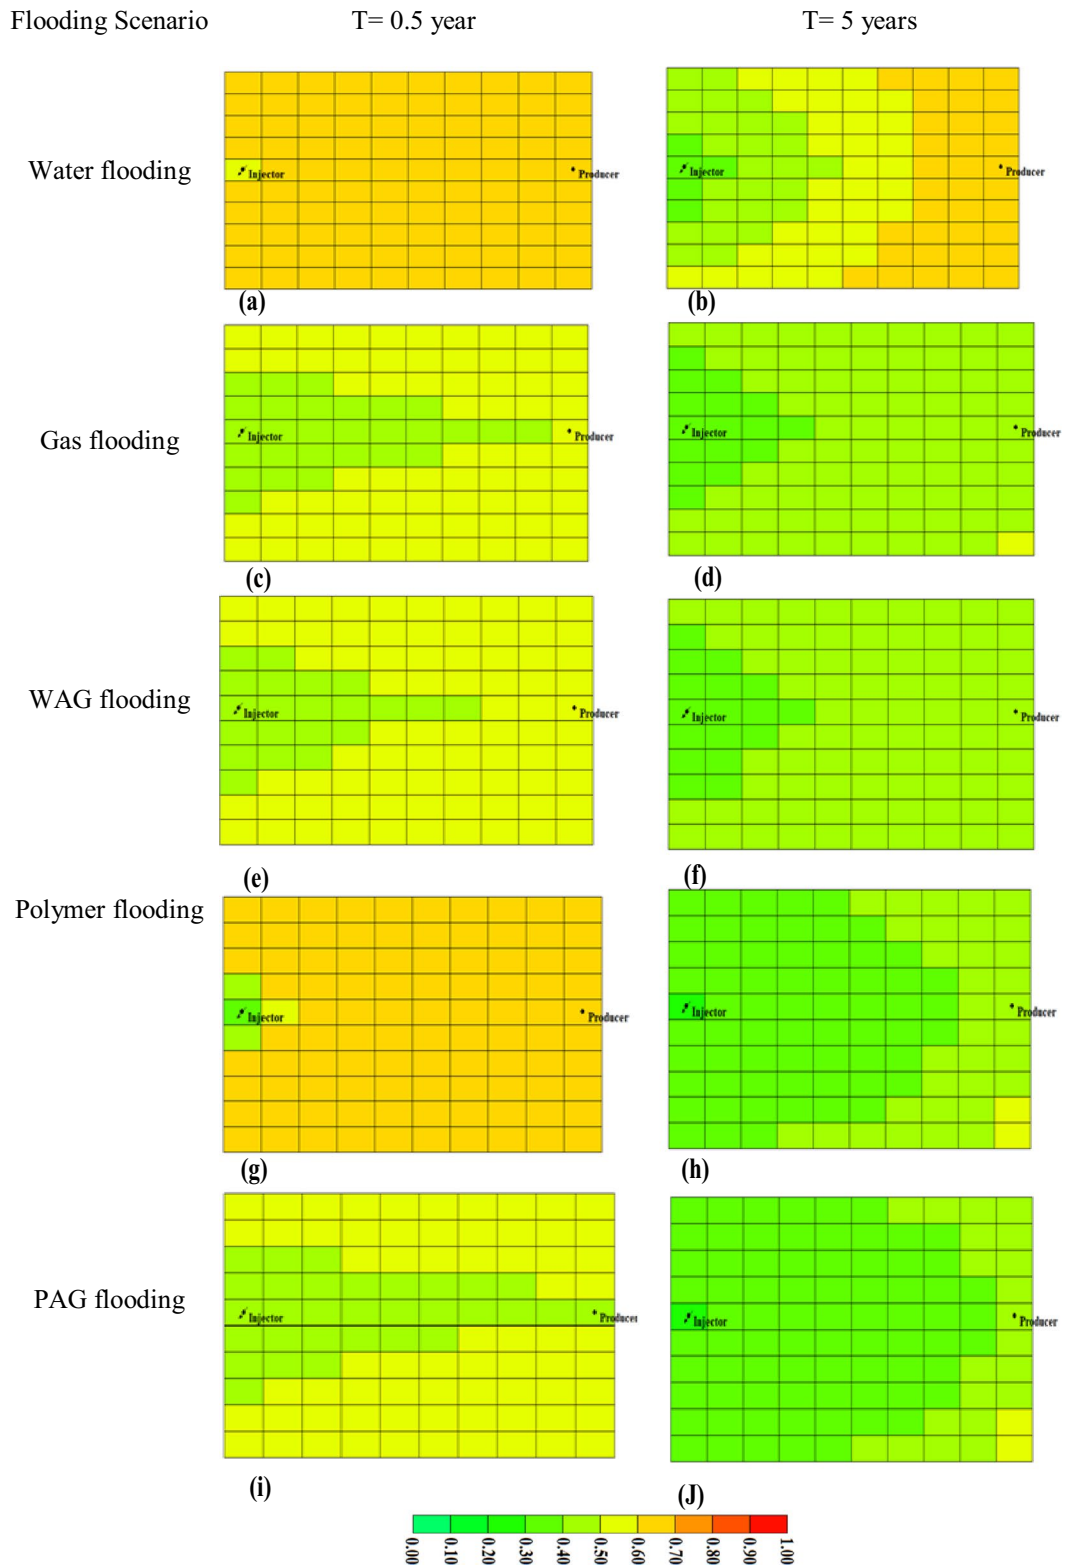 Flooding Scenario T= 0.5 year T= 5 years
Water flooding
Injector Producer
Injector Producer
(a) (b)
Gas flooding
Injector Producer
Injector Producer
(c) (d)
WAG flooding
Injector Producer
Injector Producer
(e) (f)
Polymer flooding
Injector Producer
Injector Producer
(g) (h)
PAG flooding
Injector Producer
Injector Producer
(i) (J)
0.00 0.10 0.20 0.30 0.40 0.50 0.60 0.70 0.80 0.90 1.00